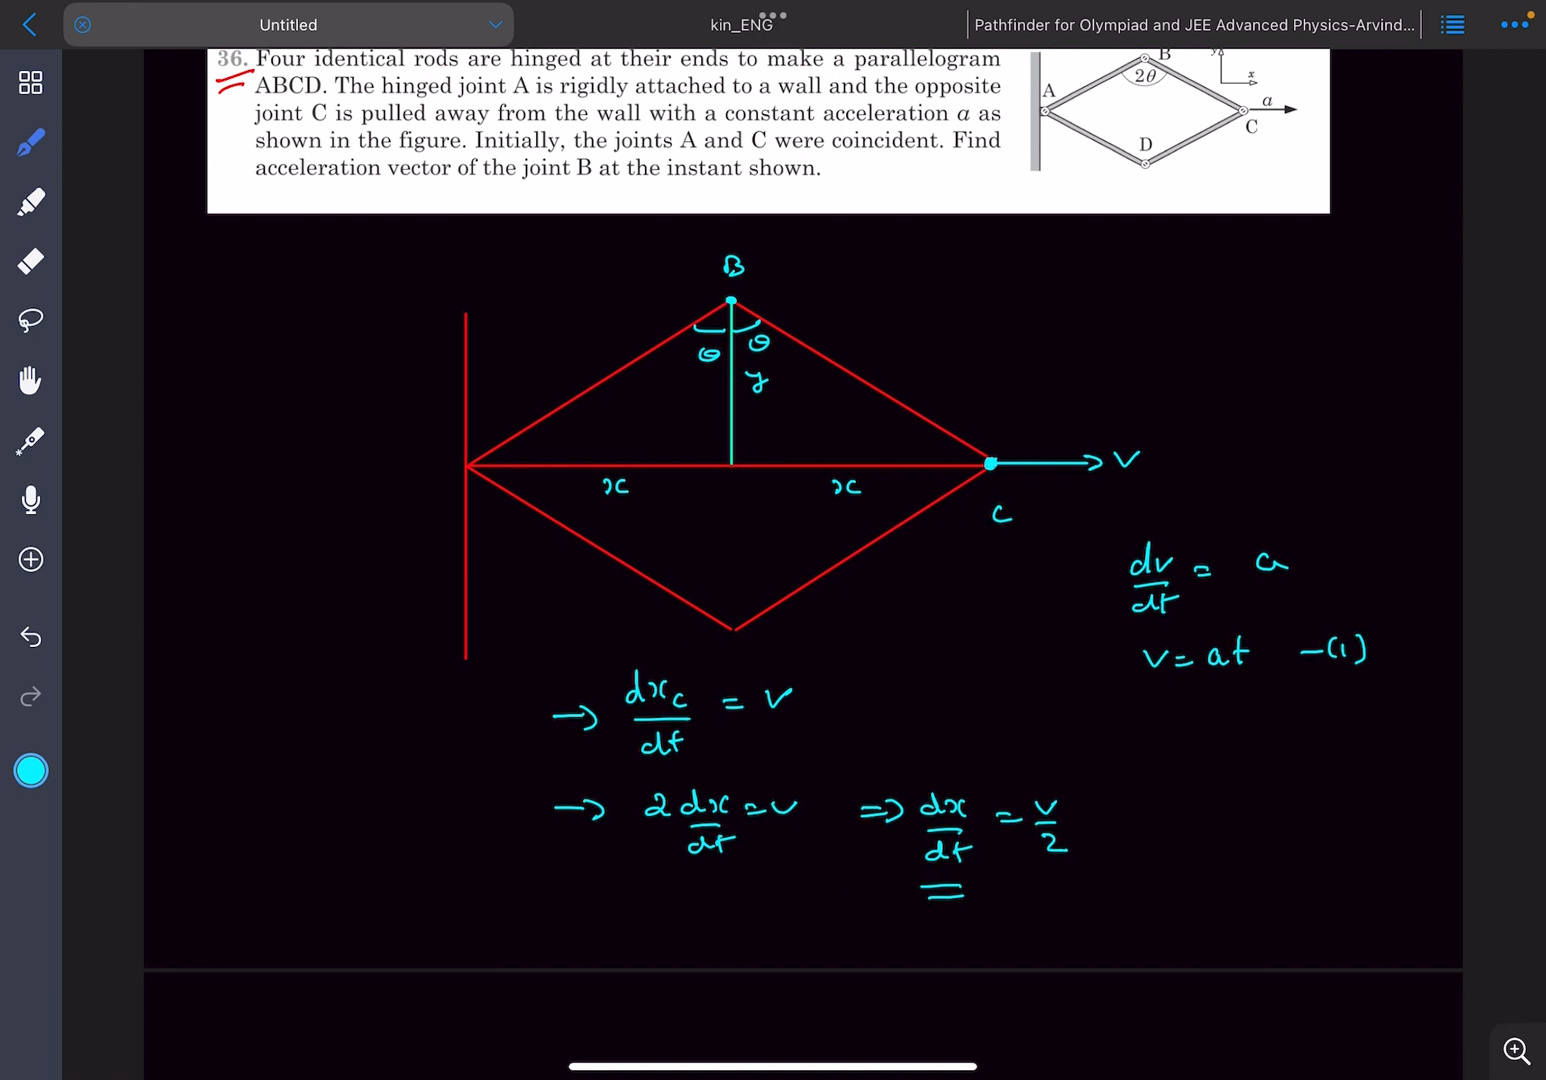 Untitled
kin_ENG
Pathfinder for Olympiad and JEE Advanced Physics-Arvind...
36. Four identical rods are hinged at their ends to make a parallelogram
ABCD. The hinged joint A is rigidly attached to a wall and the opposite
joint C is pulled away from the wall with a constant acceleration a as
shown in the figure. Initially, the joints A and C were coincident. Find
acceleration vector of the joint B at the instant shown.
B
y
2θ
x
A
a
C
D
B
θ θ
y
x x
V
C
dv/dt = a
v = at -(1)
→ dx_c/dt = v
→ 2 dx/dt = v ⇒ dx/dt = v/2